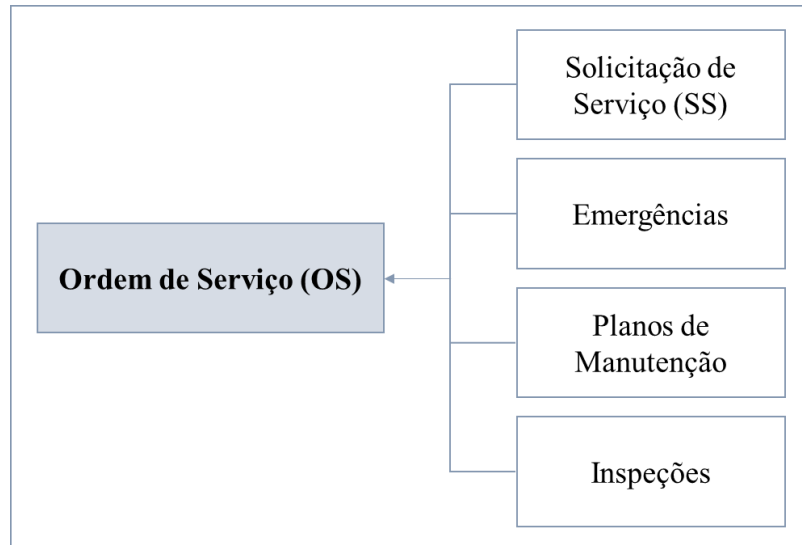 Solicitação de
Serviço (SS)
Emergências
Ordem de Serviço (OS)
Planos de
Manutenção
Inspeções